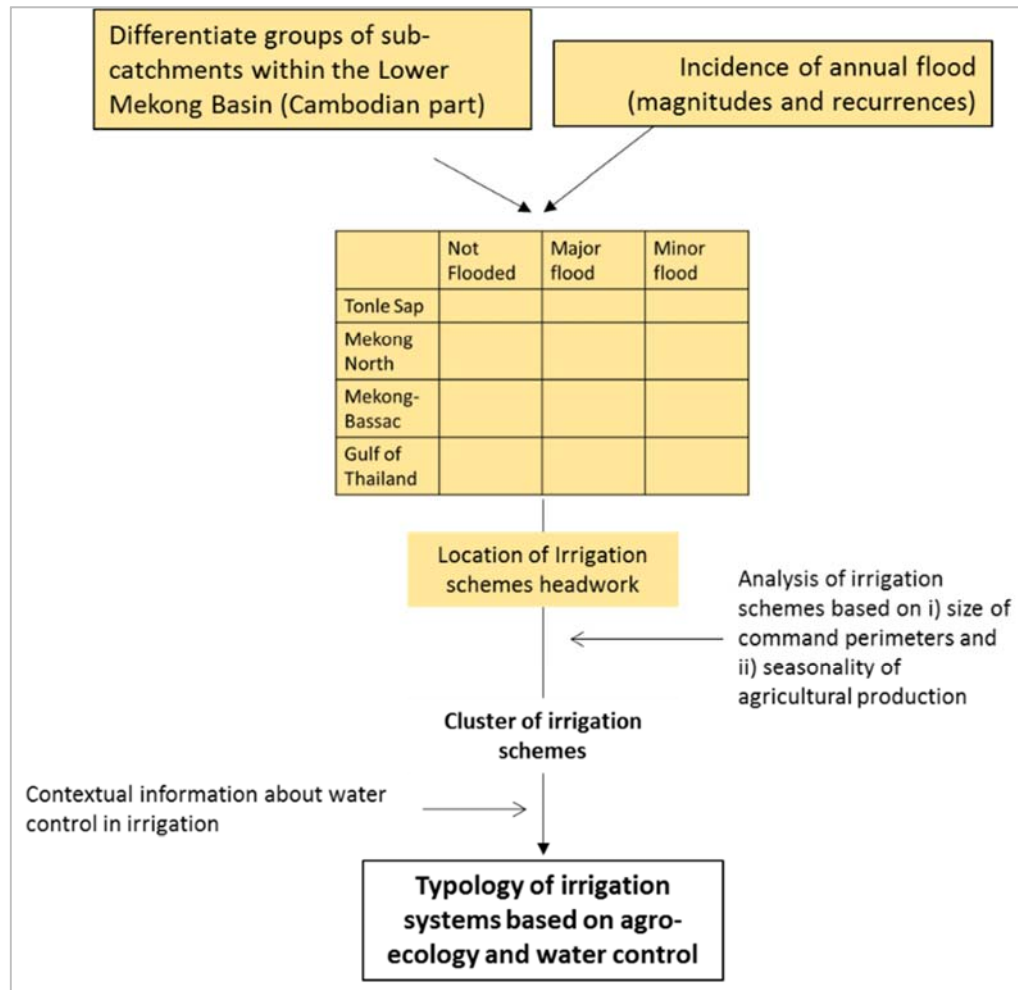 Differentiate groups of sub-
catchments within the Lower
Mekong Basin (Cambodian part)
Incidence of annual flood
(magnitudes and recurrences)
Not
Flooded
Major
flood
Minor
flood
Tonle Sap
Mekong
North
Mekong-
Bassac
Gulf of
Thailand
Location of Irrigation
schemes headwork
Analysis of irrigation
schemes based on i) size of
command perimeters and
ii) seasonality of
agricultural production
Cluster of irrigation
schemes
Contextual information about water
control in irrigation
Typology of irrigation
systems based on agro-
ecology and water control